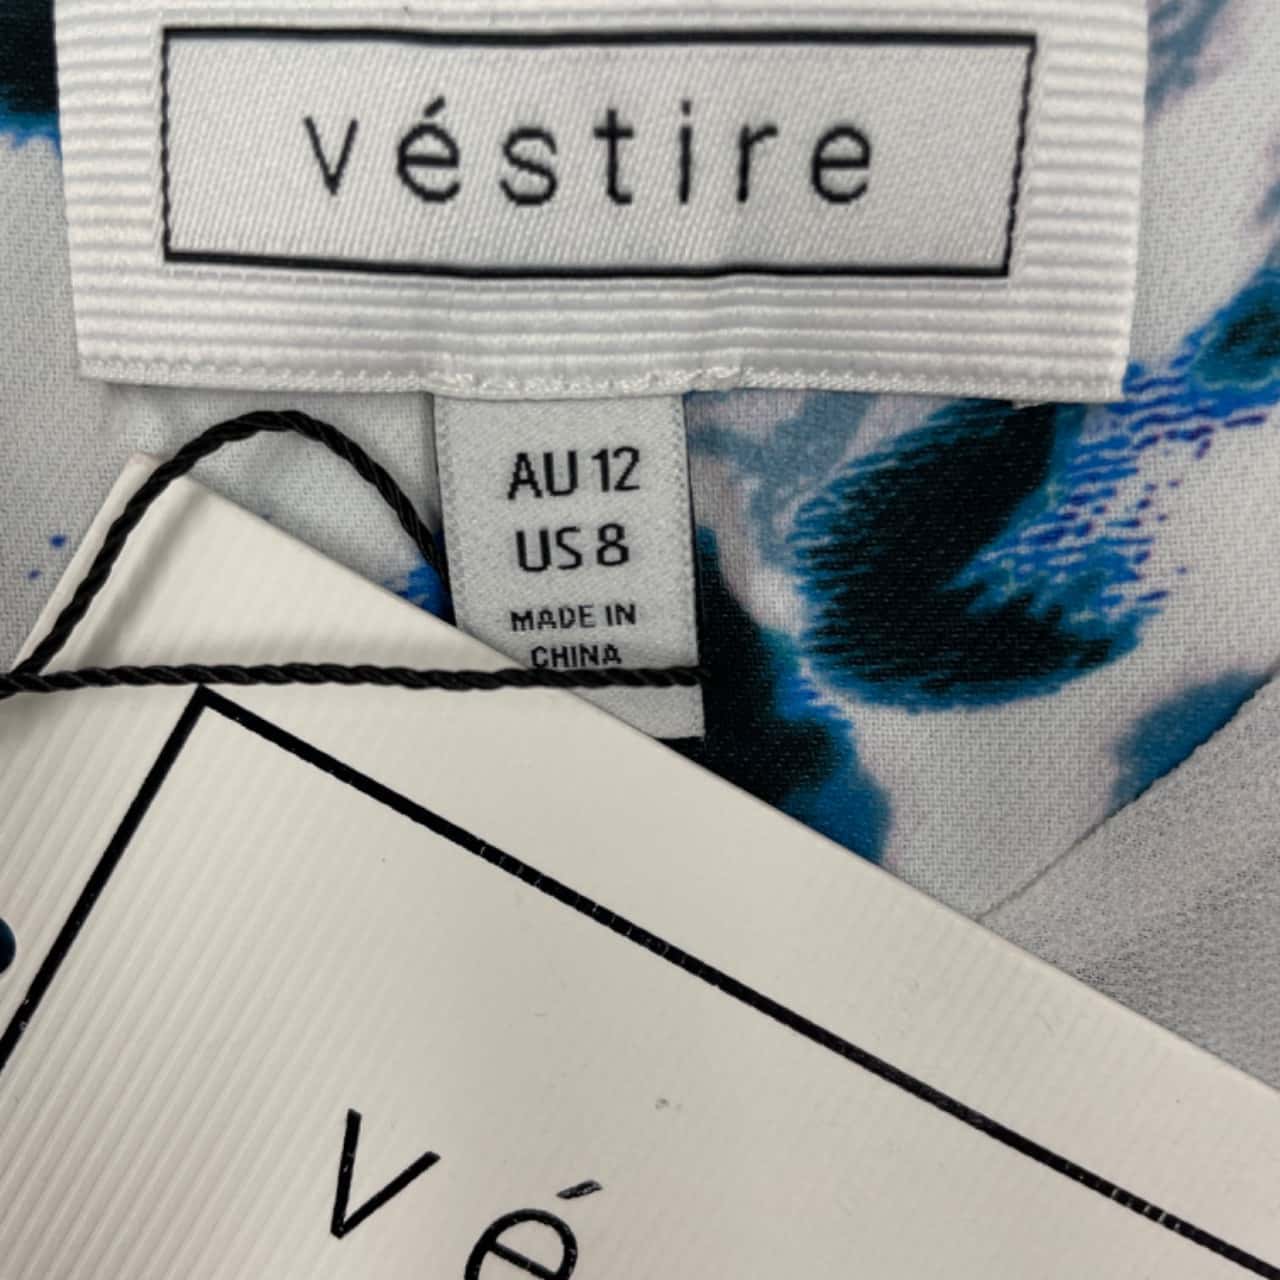 véstire
AU 12
US 8
MADE IN
CHINA
vé